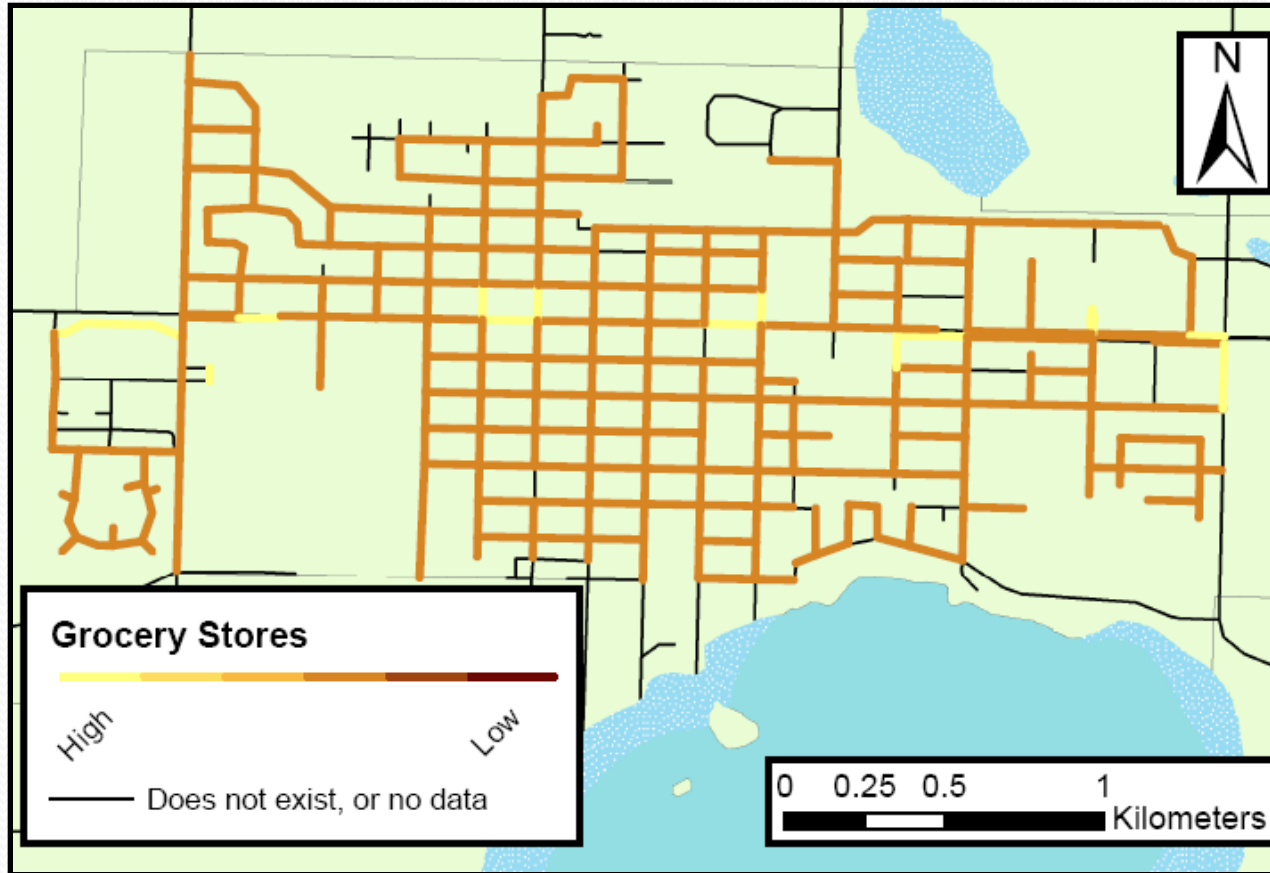 N
Grocery Stores
High
Low
Does not exist, or no data
0 0.25 0.5 1
Kilometers